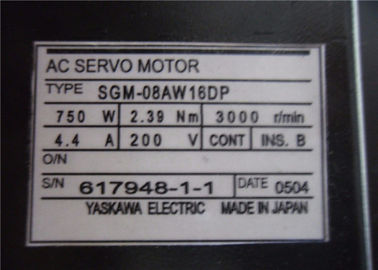 AC SERVO MOTOR
TYPE SGM-08AW16DP
750 W 2.39 Nm 3000 r/min
4.4 A 200 V CONT INS. B
O/N
S/N 617948-1-1 DATE 0504
YASKAWA ELECTRIC MADE IN JAPAN